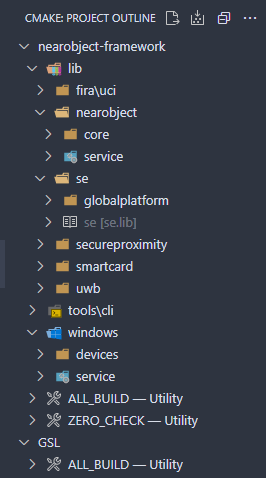 CMAKE: PROJECT OUTLINE
nearobject-framework
lib
fira\uci
nearobject
core
service
se
globalplatform
se [se.lib]
secureproximity
smartcard
uwb
tools\cli
windows
devices
service
ALL_BUILD — Utility
ZERO_CHECK — Utility
GSL
ALL_BUILD — Utility